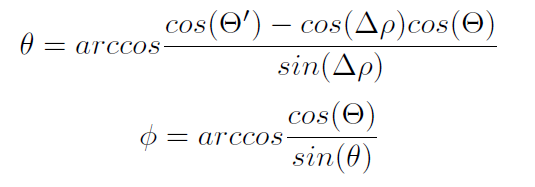 θ = arccos (cos(Θ′) − cos(Δρ)cos(Θ)) / sin(Δρ)
ϕ = arccos cos(Θ) / sin(θ)